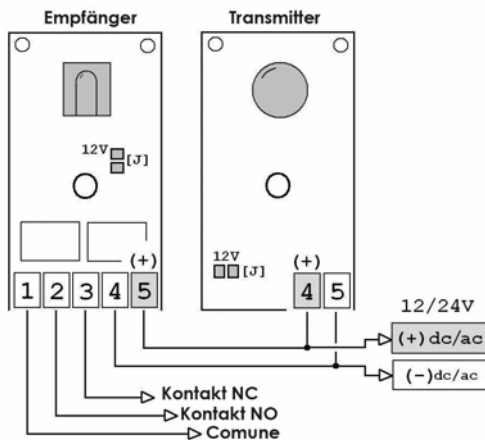 Empfänger
Transmitter
12V
[J]
(+)
1 2 3 4 5
12V
[J]
(+)
4 5
12/24V
(+) dc/ac
(-) dc/ac
Kontakt NC
Kontakt NO
Comune